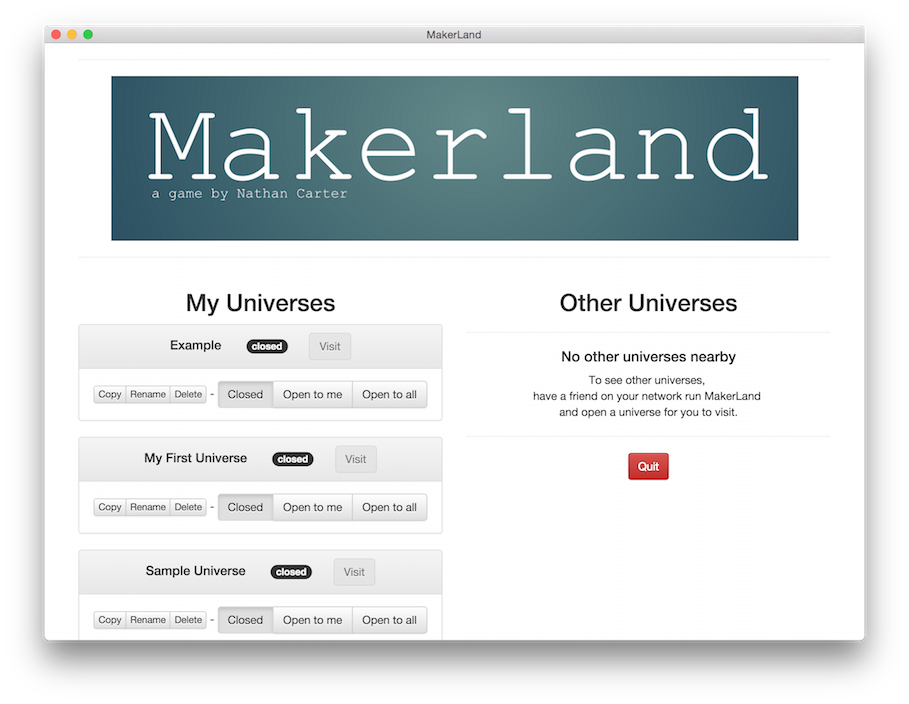 MakerLand
Makerland
a game by Nathan Carter
My Universes
Example closed Visit
Copy Rename Delete - Closed Open to me Open to all
My First Universe closed Visit
Copy Rename Delete - Closed Open to me Open to all
Sample Universe closed Visit
Copy Rename Delete - Closed Open to me Open to all
Other Universes
No other universes nearby
To see other universes,
have a friend on your network run MakerLand
and open a universe for you to visit.
Quit